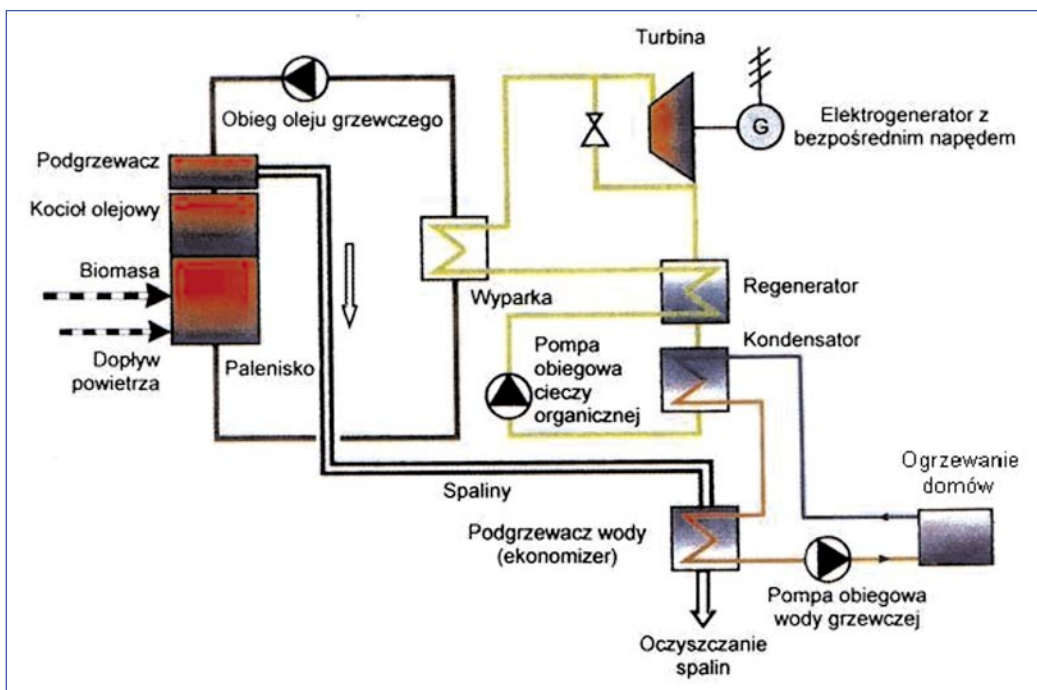 Turbina
Obieg oleju grzewczego
G
Elektrogenerator z
bezpośrednim napędem
Podgrzewacz
Kocioł olejowy
Biomasa
Dopływ
powietrza
Palenisko
Wyparka
Regenerator
Kondensator
Pompa
obiegowa
cieczy
organicznej
Spaliny
Ogrzewanie
domów
Podgrzewacz wody
(ekonomizer)
Pompa obiegowa
wody grzewczej
Oczyszczanie
spalin